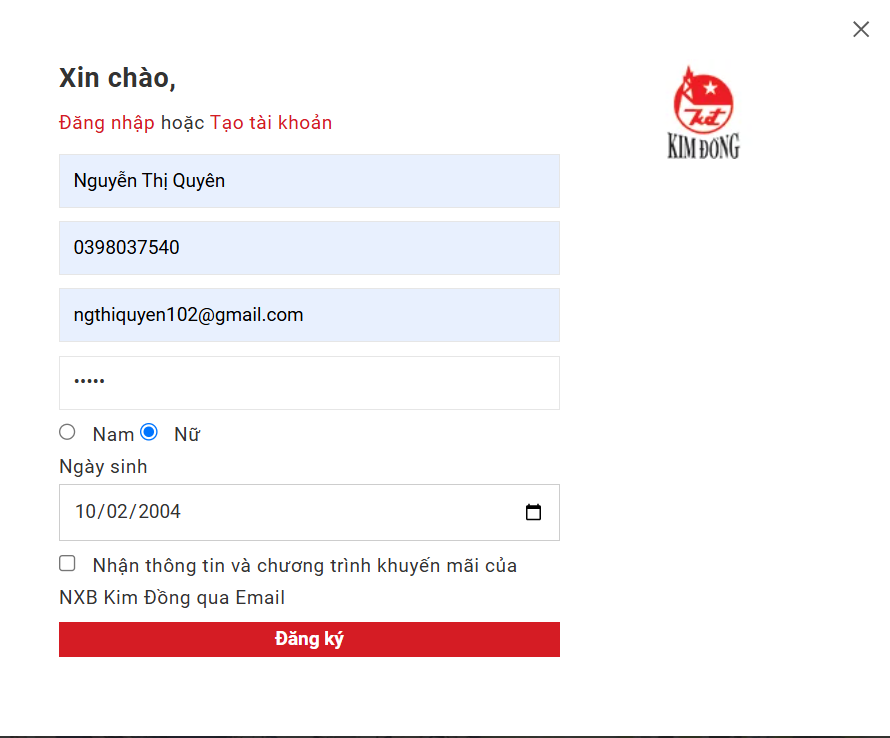 Xin chào,
Đăng nhập hoặc Tạo tài khoản
Nguyễn Thị Quyên
0398037540
ngthiquyen102@gmail.com
•••••
Nam Nữ
Ngày sinh
10/02/2004
Nhận thông tin và chương trình khuyến mãi của
NXB Kim Đồng qua Email
Đăng ký
kđ
KIM ĐỒNG